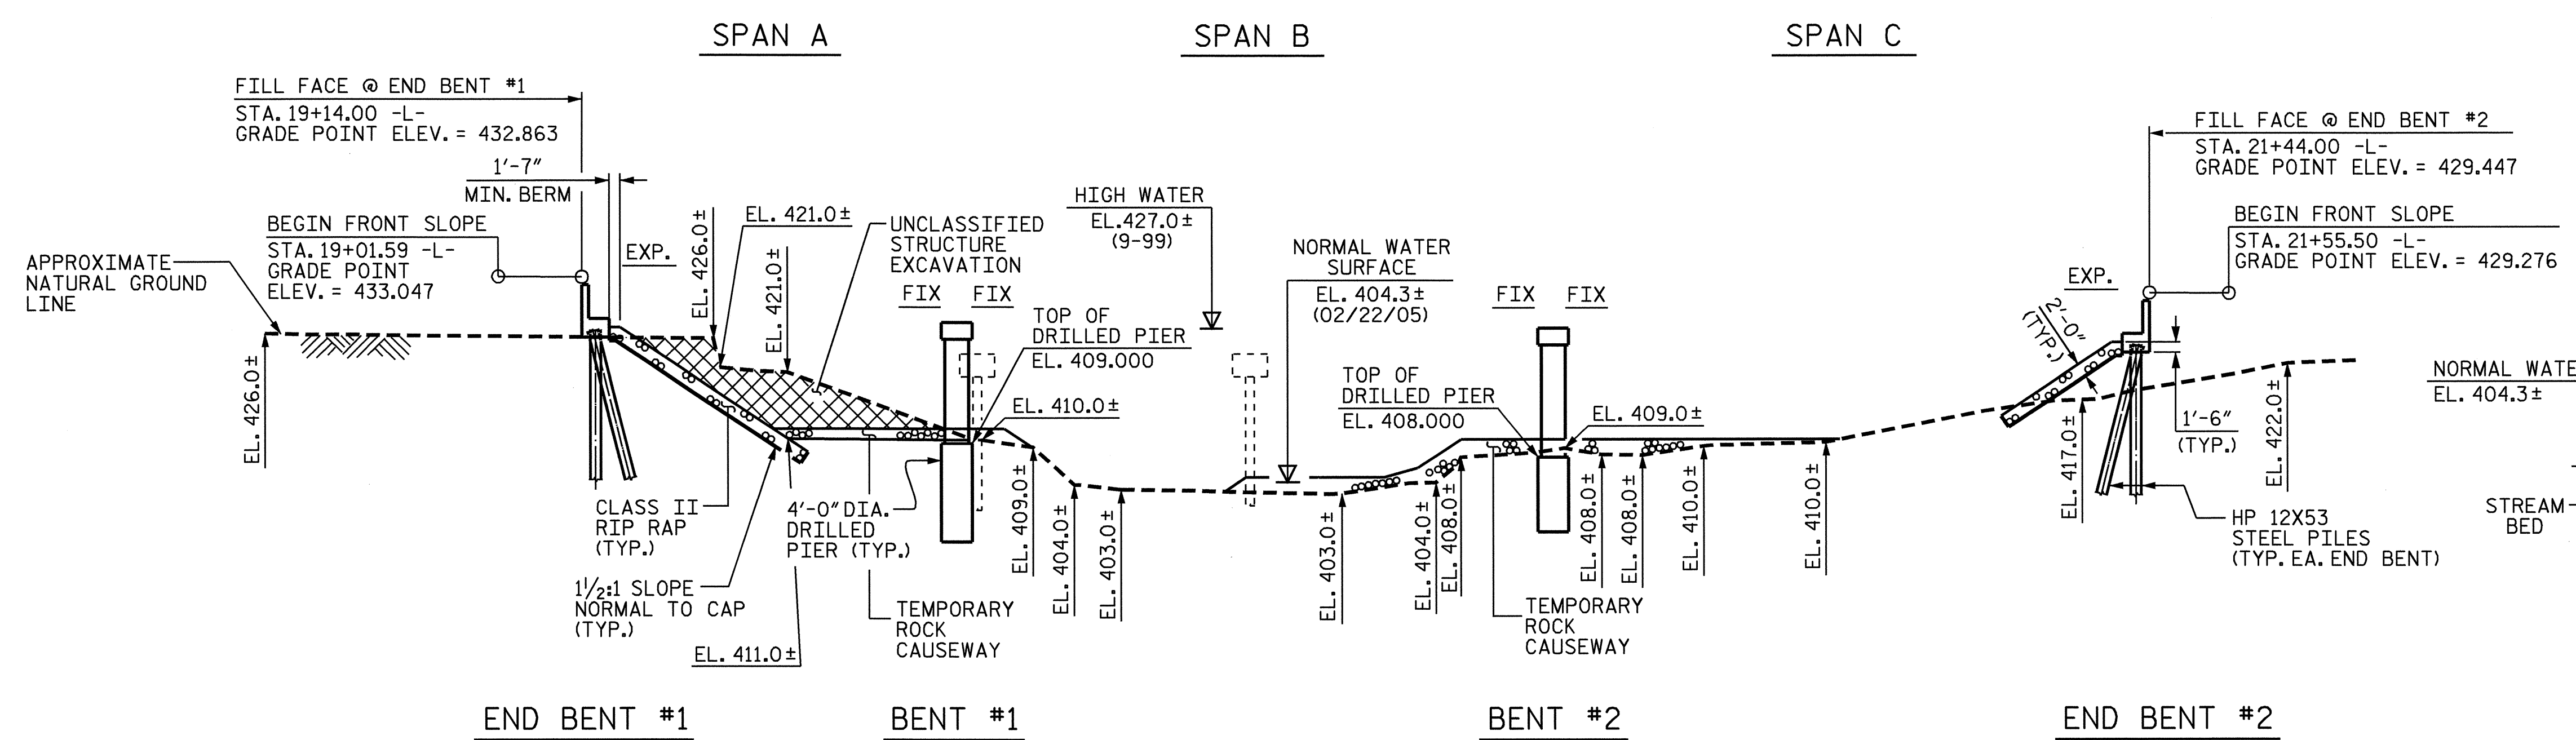 SPAN A
SPAN B
SPAN C
FILL FACE @ END BENT #1
STA. 19+14.00 -L-
GRADE POINT ELEV. = 432.863
1'-7"
MIN. BERM
BEGIN FRONT SLOPE
STA. 19+01.59 -L-
GRADE POINT
ELEV. = 433.047
APPROXIMATE
NATURAL GROUND
LINE
EXP.
EL. 426.0±
EL. 426.0±
EL. 421.0±
EL. 421.0±
UNCLASSIFIED
STRUCTURE
EXCAVATION
FIX
FIX
HIGH WATER
EL. 427.0±
(9-99)
NORMAL WATER
SURFACE
EL. 404.3±
(02/22/05)
TOP OF
DRILLED PIER
EL. 409.000
EL. 410.0±
FIX
FIX
TOP OF
DRILLED PIER
EL. 408.000
EL. 409.0±
FILL FACE @ END BENT #2
STA. 21+44.00 -L-
GRADE POINT ELEV. = 429.447
BEGIN FRONT SLOPE
STA. 21+55.50 -L-
GRADE POINT ELEV. = 429.276
EXP.
2'-0"
(TYP.)
1'-6"
(TYP.)
NORMAL WATE
EL. 404.3±
STREAM-
BED
CLASS II
RIP RAP
(TYP.)
1½:1 SLOPE
NORMAL TO CAP
(TYP.)
4'-0" DIA.
DRILLED
PIER (TYP.)
EL. 411.0±
TEMPORARY
ROCK
CAUSEWAY
EL. 409.0±
EL. 404.0±
EL. 403.0±
EL. 403.0±
EL. 404.0±
EL. 408.0±
TEMPORARY
ROCK
CAUSEWAY
EL. 408.0±
EL. 408.0±
EL. 410.0±
EL. 410.0±
EL. 417.0±
EL. 422.0±
HP 12X53
STEEL PILES
(TYP. EA. END BENT)
END BENT #1
BENT #1
BENT #2
END BENT #2